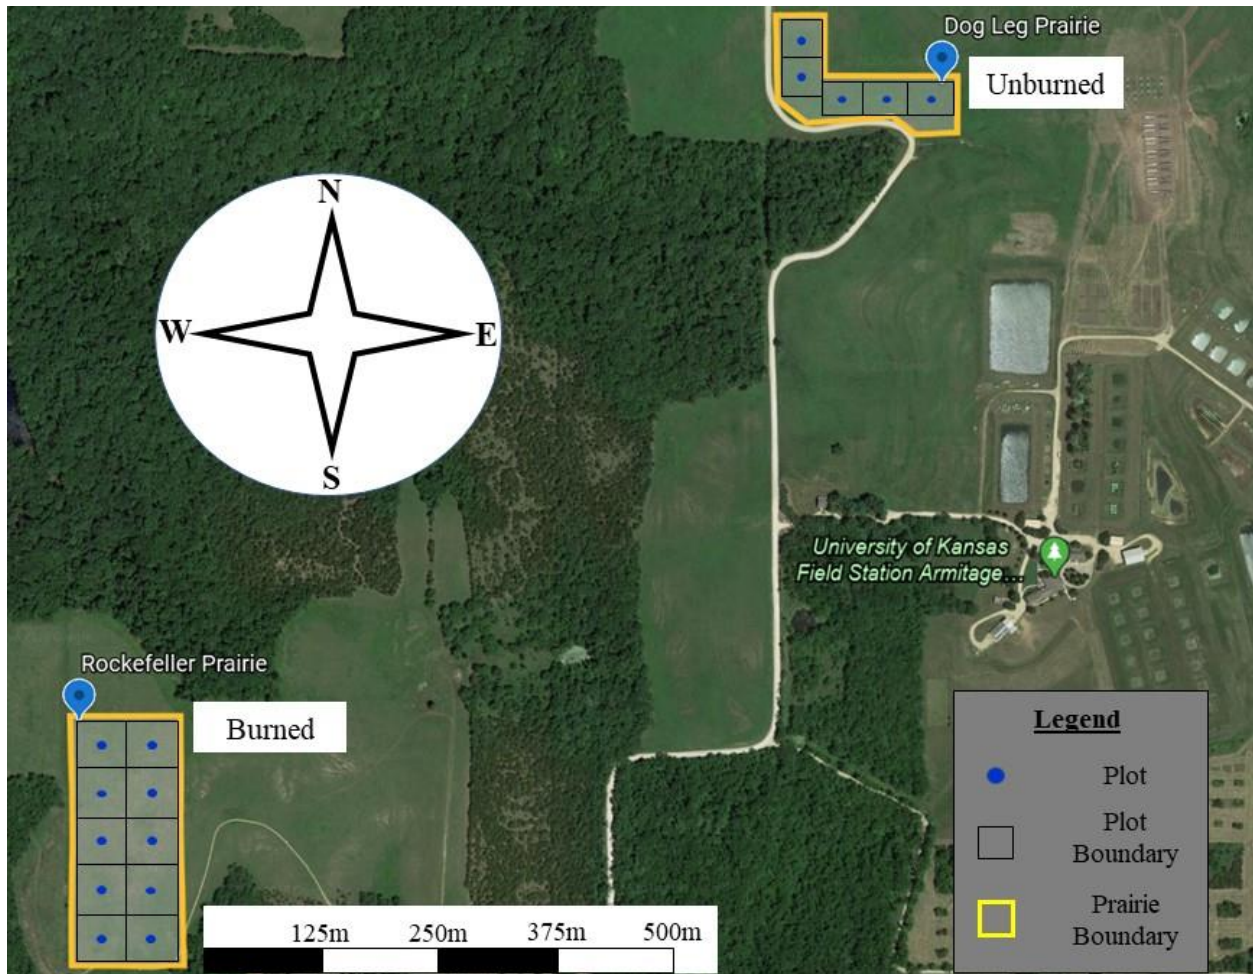 Dog Leg Prairie
Unburned
N
W
E
S
University of Kansas
Field Station Armitage...
Rockefeller Prairie
Burned
Legend
Plot
Plot
Boundary
Prairie
Boundary
125m 250m 375m 500m